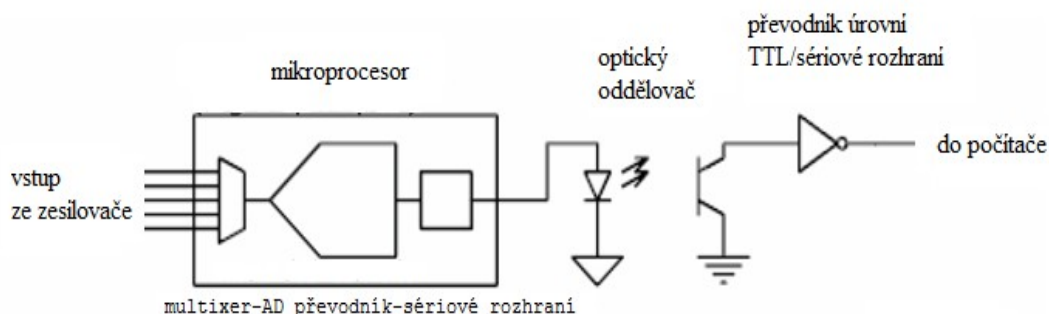 převodník úrovní
TTL/sériové rozhraní
mikroprocesor
optický
oddělovač
do počítače
vstup
ze zesilovače
multixer-AD převodník-sériové rozhraní